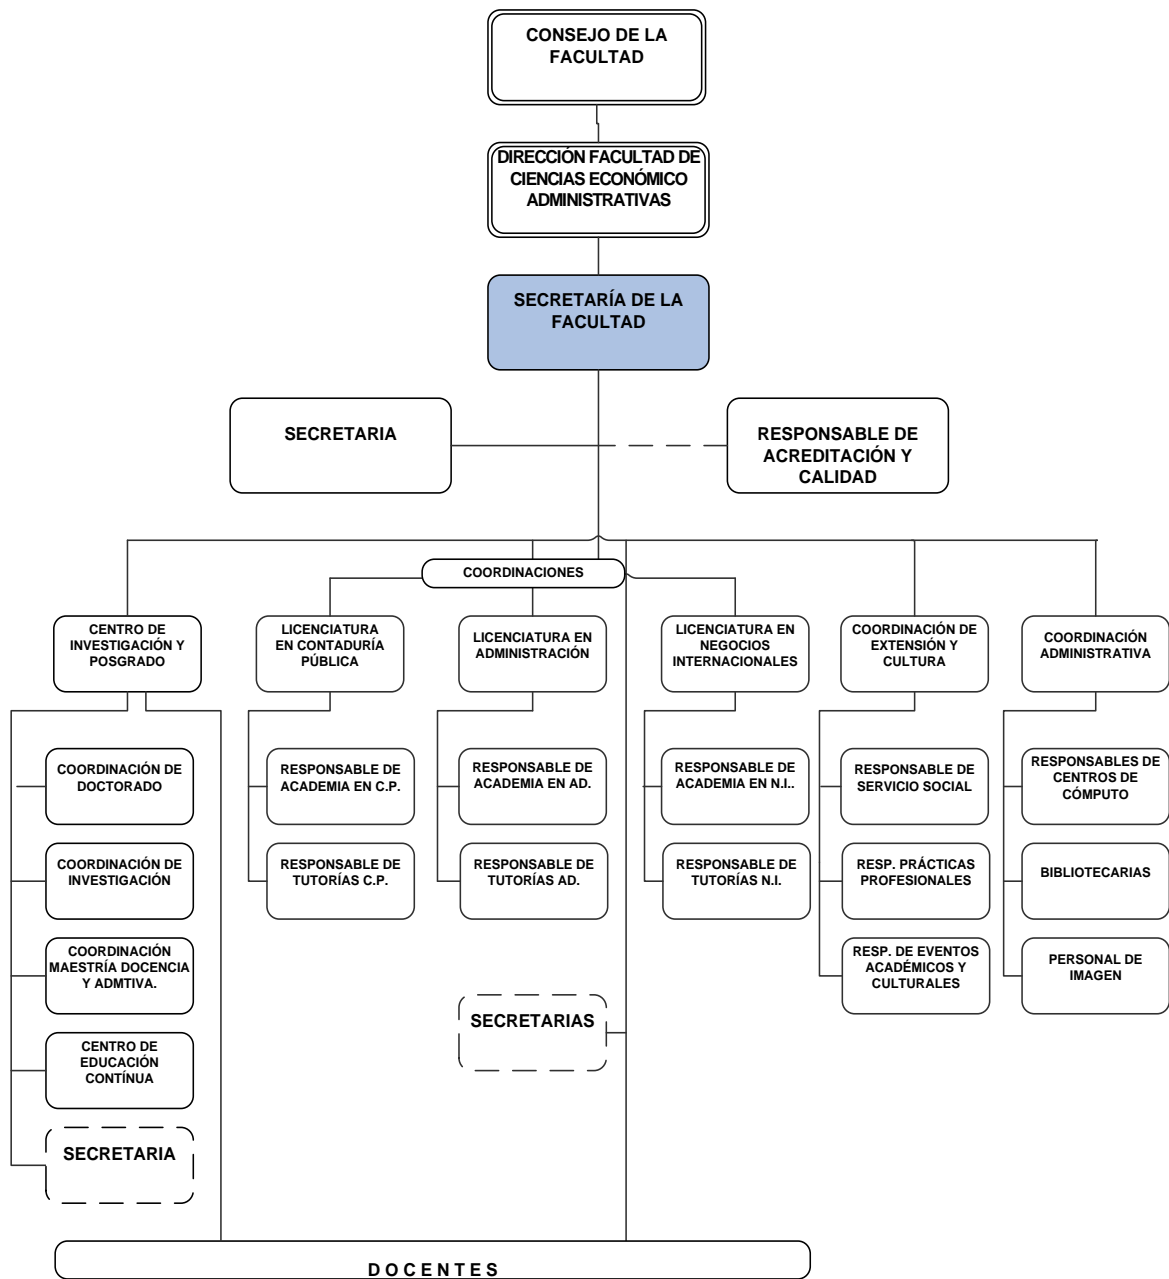 CONSEJO DE LA
FACULTAD
DIRECCIÓN FACULTAD DE
CIENCIAS ECONÓMICO
ADMINISTRATIVAS
SECRETARÍA DE LA
FACULTAD
SECRETARIA
RESPONSABLE DE
ACREDITACIÓN Y
CALIDAD
COORDINACIONES
CENTRO DE
INVESTIGACIÓN Y
POSGRADO
LICENCIATURA
EN CONTADURÍA
PÚBLICA
LICENCIATURA EN
ADMINISTRACIÓN
LICENCIATURA EN
NEGOCIOS
INTERNACIONALES
COORDINACIÓN DE
EXTENSIÓN Y
CULTURA
COORDINACIÓN
ADMINISTRATIVA
COORDINACIÓN DE
DOCTORADO
RESPONSABLE DE
ACADEMIA EN C.P.
RESPONSABLE DE
ACADEMIA EN AD.
RESPONSABLE DE
ACADEMIA EN N.I..
RESPONSABLE DE
SERVICIO SOCIAL
RESPONSABLES DE
CENTROS DE
CÓMPUTO
COORDINACIÓN DE
INVESTIGACIÓN
RESPONSABLE DE
TUTORÍAS C.P.
RESPONSABLE DE
TUTORÍAS AD.
RESPONSABLE DE
TUTORÍAS N.I.
RESP. PRÁCTICAS
PROFESIONALES
BIBLIOTECARIAS
COORDINACIÓN
MAESTRÍA DOCENCIA
Y ADMTIVA.
RESP. DE EVENTOS
ACADÉMICOS Y
CULTURALES
PERSONAL DE
IMAGEN
SECRETARIAS
CENTRO DE
EDUCACIÓN
CONTÍNUA
SECRETARIA
D O C E N T E S